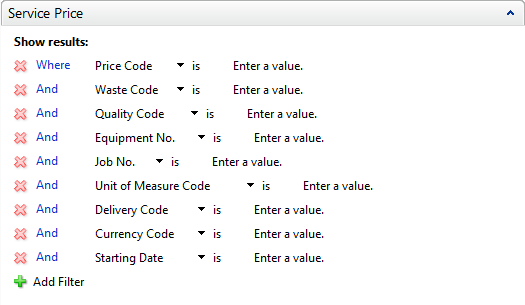 Service Price
Show results:
Where Price Code is Enter a value.
And Waste Code is Enter a value.
And Quality Code is Enter a value.
And Equipment No. is Enter a value.
And Job No. is Enter a value.
And Unit of Measure Code is Enter a value.
And Delivery Code is Enter a value.
And Currency Code is Enter a value.
And Starting Date is Enter a value.
Add Filter